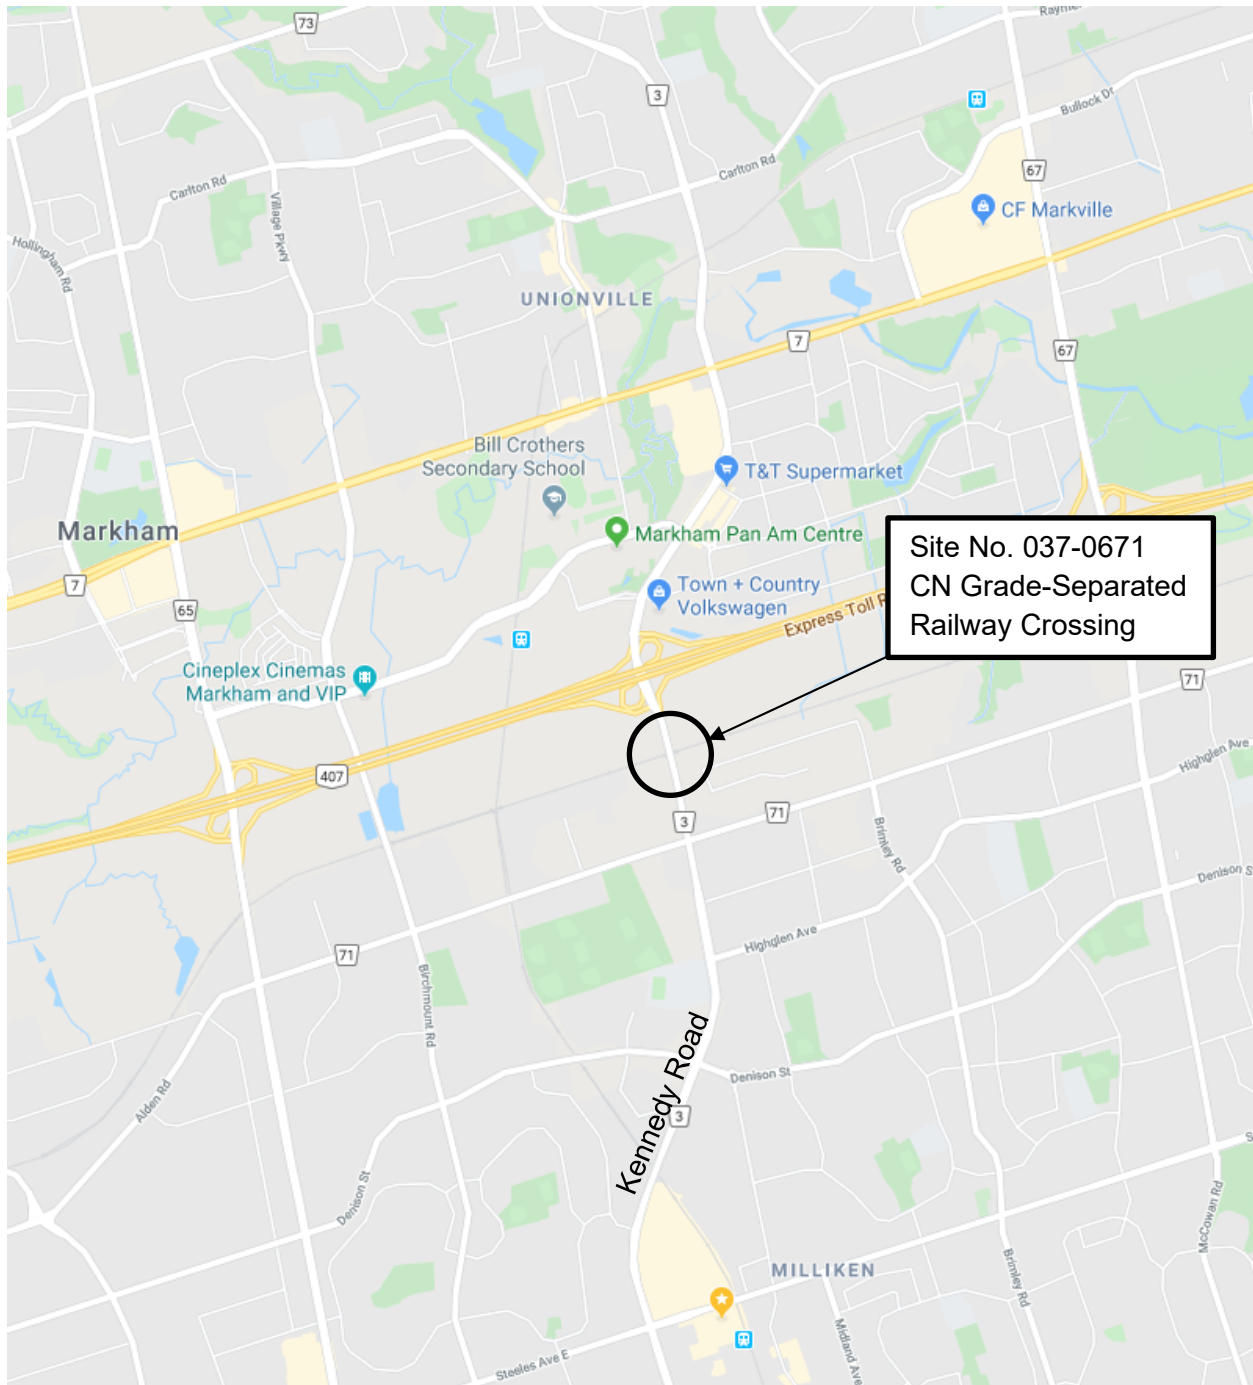 73
Raymer
3
Bullock Dr
Carlton Rd
67
Carlton Rd
Village Pkwy
CF Markville
Hollingham Rd
UNIONVILLE
7
67
Bill Crothers
Secondary School
T&T Supermarket
Markham
Markham Pan Am Centre
Site No. 037-0671
CN Grade-Separated
Railway Crossing
7
65
Town + Country
Volkswagen
Express Toll R
Cineplex Cinemas
Markham and VIP
71
407
Highglen Ave
3
71
Brimley Rd
Denison S
Highglen Ave
71
Birchmount Rd
Kennedy Road
Denison St
Alden Rd
3
S
Denison St
McCowan Rd
MILLIKEN
Brimley Rd
Midland Ave
Steeles Ave E